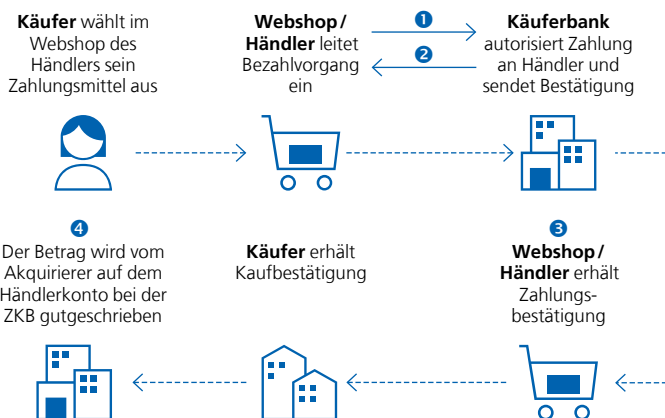 Käufer wählt im
Webshop des
Händlers sein
Zahlungsmittel aus
Webshop/
Händler leitet
Bezahlvorgang
ein
1
2
Käuferbank
autorisiert Zahlung
an Händler und
sendet Bestätigung
4
Der Betrag wird vom
Akquirierer auf dem
Händlerkonto bei der
ZKB gutgeschrieben
Käufer erhält
Kaufbestätigung
3
Webshop/
Händler erhält
Zahlungs-
bestätigung